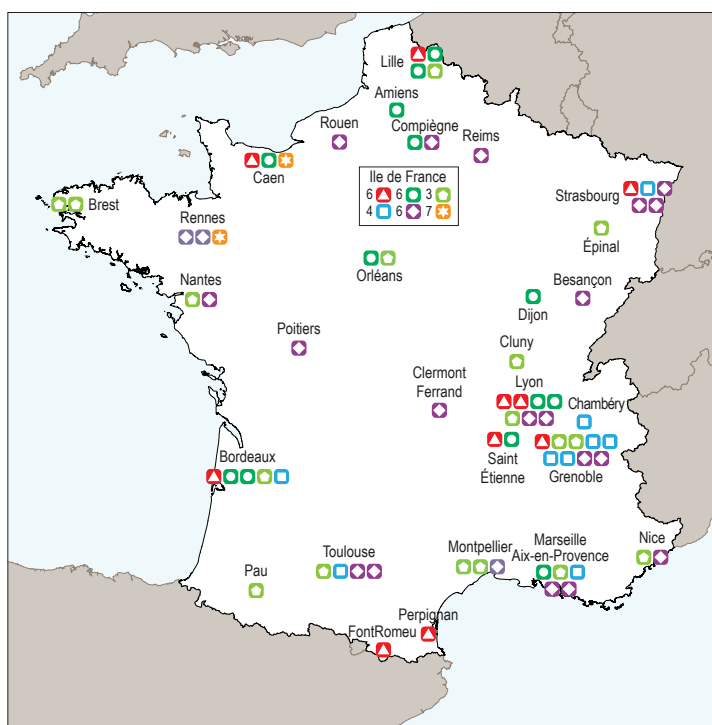 Lille
Amiens
Rouen
Compiègne
Reims
Caen
Ile de France
6 6 3
4 6 7
Strasbourg
Brest
Rennes
Épinal
Orléans
Nantes
Besançon
Dijon
Poitiers
Cluny
Clermont
Ferrand
Lyon
Chambéry
Saint
Étienne
Grenoble
Bordeaux
Toulouse
Montpellier
Marseille
Aix-en-Provence
Nice
Pau
Perpignan
FontRomeu